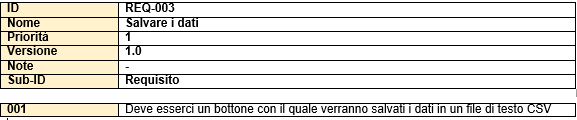 ID REQ-003
Nome Salvare i dati
Priorità 1
Versione 1.0
Note -
Sub-ID Requisito
001 Deve esserci un bottone con il quale verranno salvati i dati in un file di testo CSV